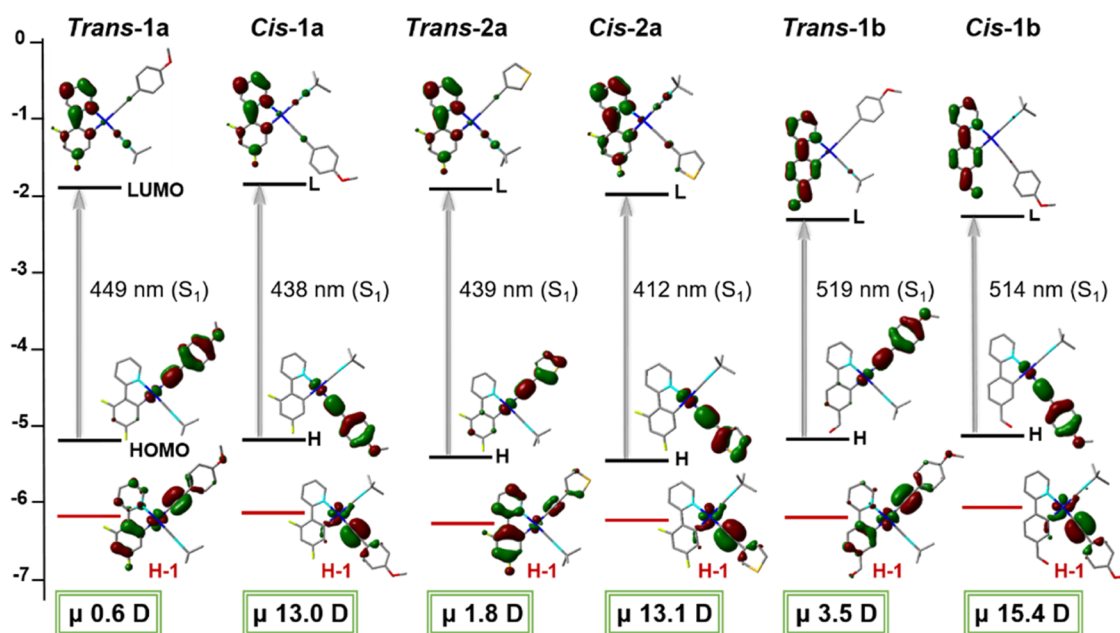 Trans-1a Cis-1a Trans-2a Cis-2a Trans-1b Cis-1b
0
-1
-2
-3
-4
-5
-6
-7
LUMO L L L L L
449 nm (S₁) 438 nm (S₁) 439 nm (S₁) 412 nm (S₁) 519 nm (S₁) 514 nm (S₁)
HOMO H H H H H
H-1 H-1 H-1 H-1 H-1 H-1
μ 0.6 D μ 13.0 D μ 1.8 D μ 13.1 D μ 3.5 D μ 15.4 D